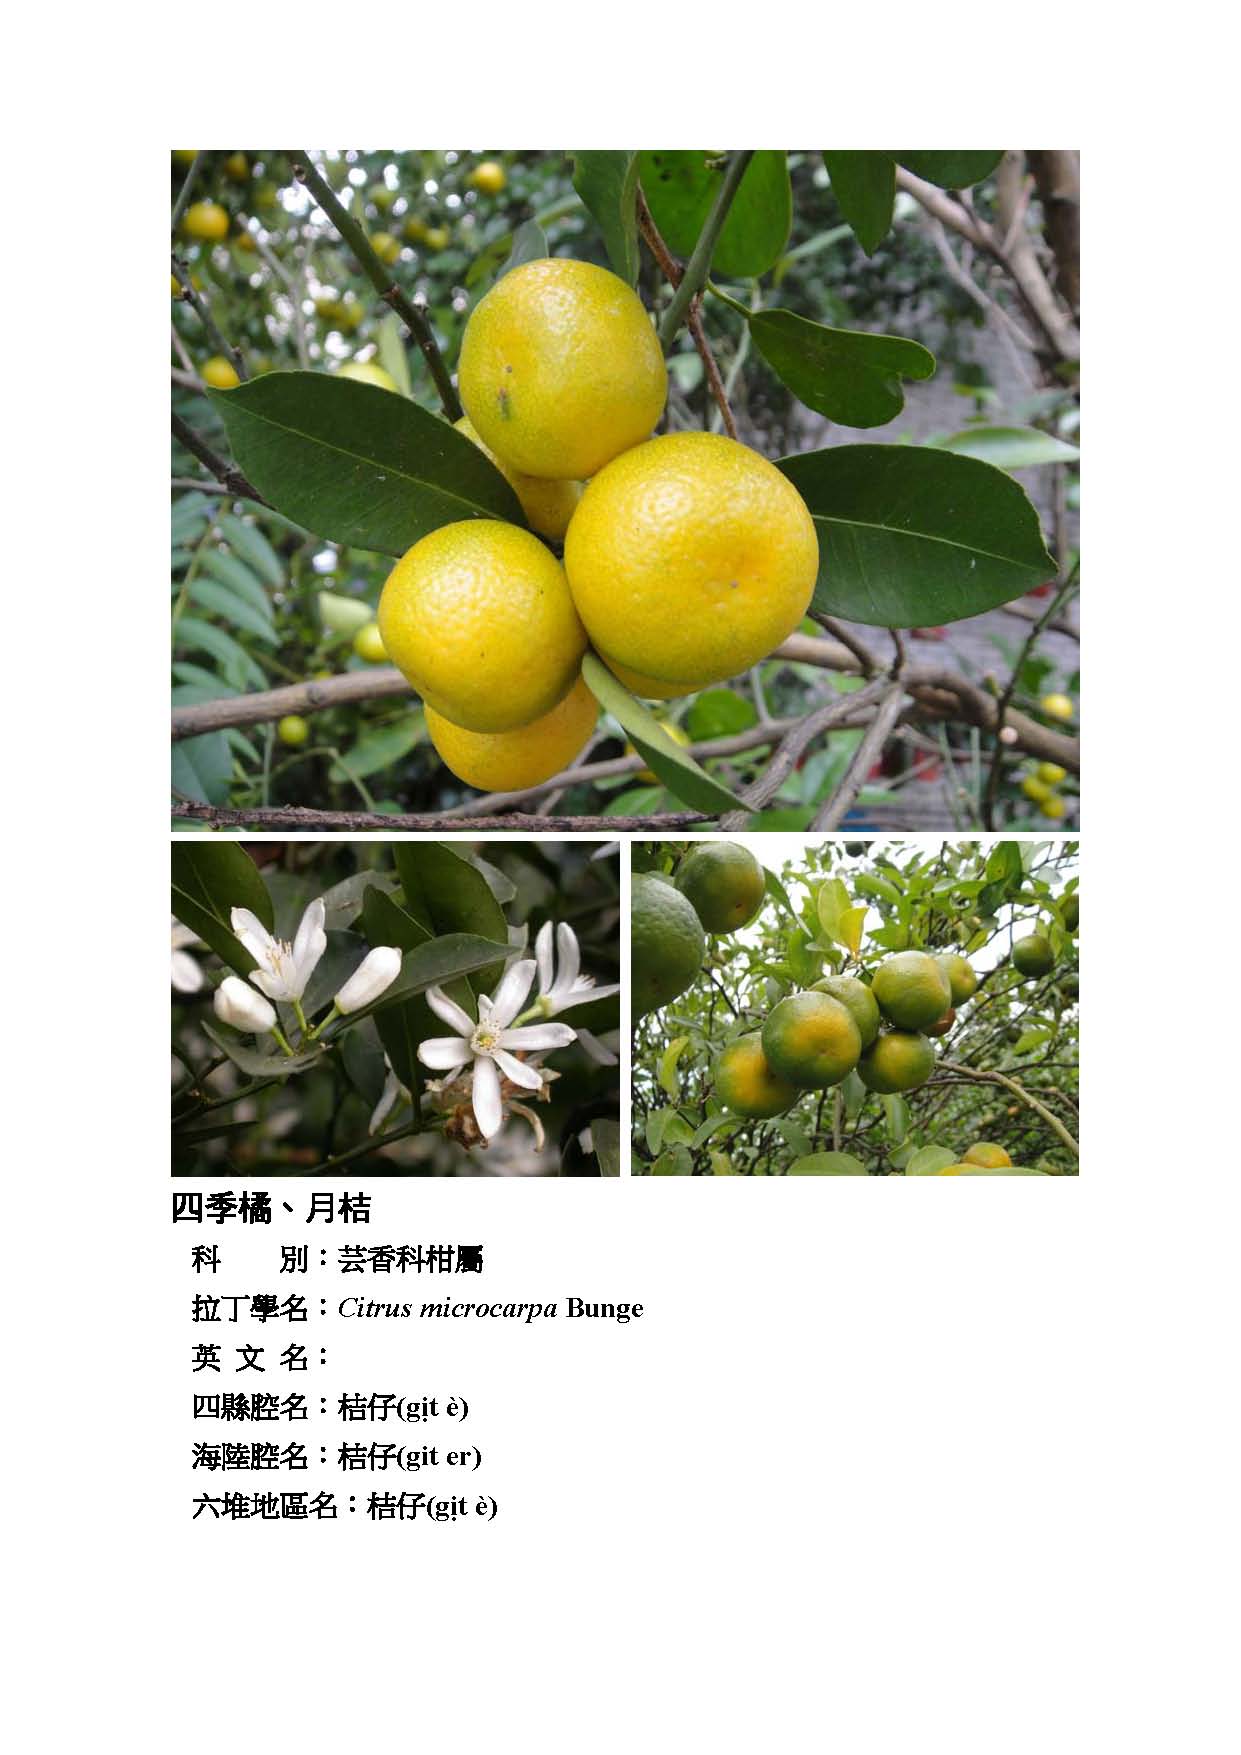 四季橘、月桔
科　　別：芸香科柑屬
拉丁學名：Citrus microcarpa Bunge
英 文 名：
四縣腔名：桔仔(gịt è)
海陸腔名：桔仔(git er)
六堆地區名：桔仔(gịt è)